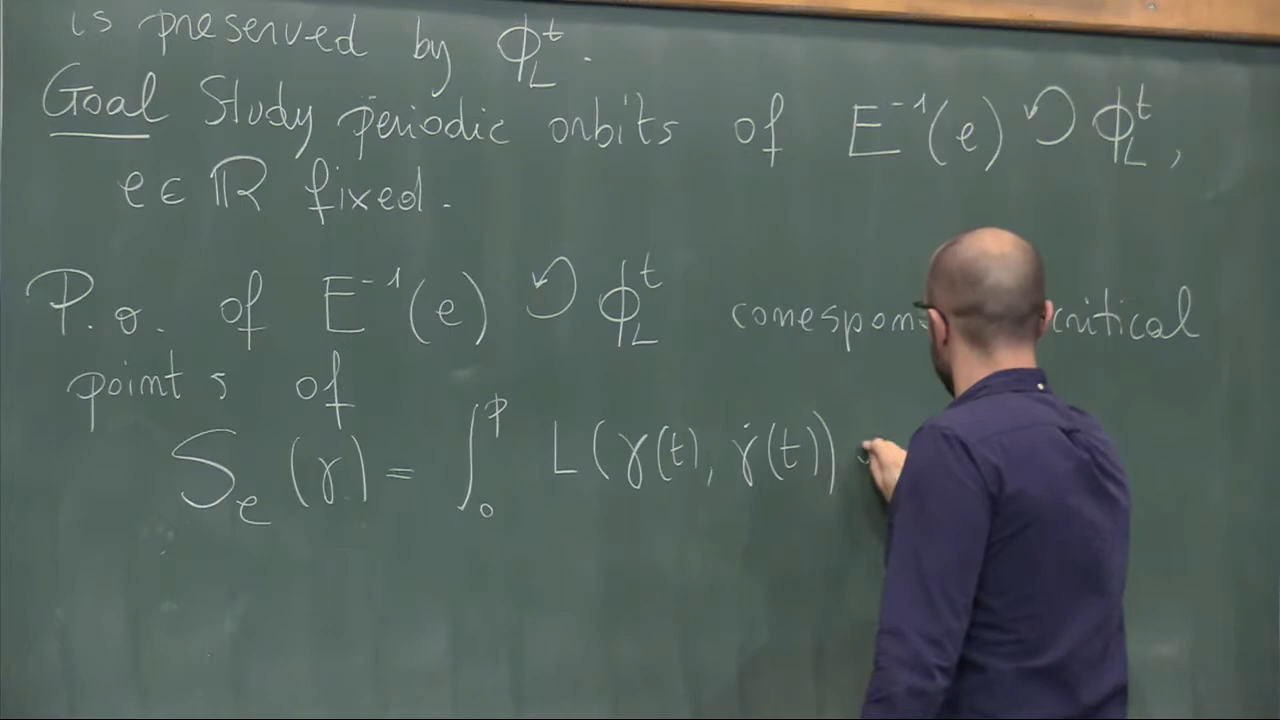 is preserved by ϕ_L^t.
Goal Study periodic orbits of E^{-1}(e) ↺ ϕ_L^t,
e ∈ ℝ fixed.
P.o. of E^{-1}(e) ↺ ϕ_L^t critical
points of
S_e(γ) = ∫_0^p L(γ(t), γ̇(t))